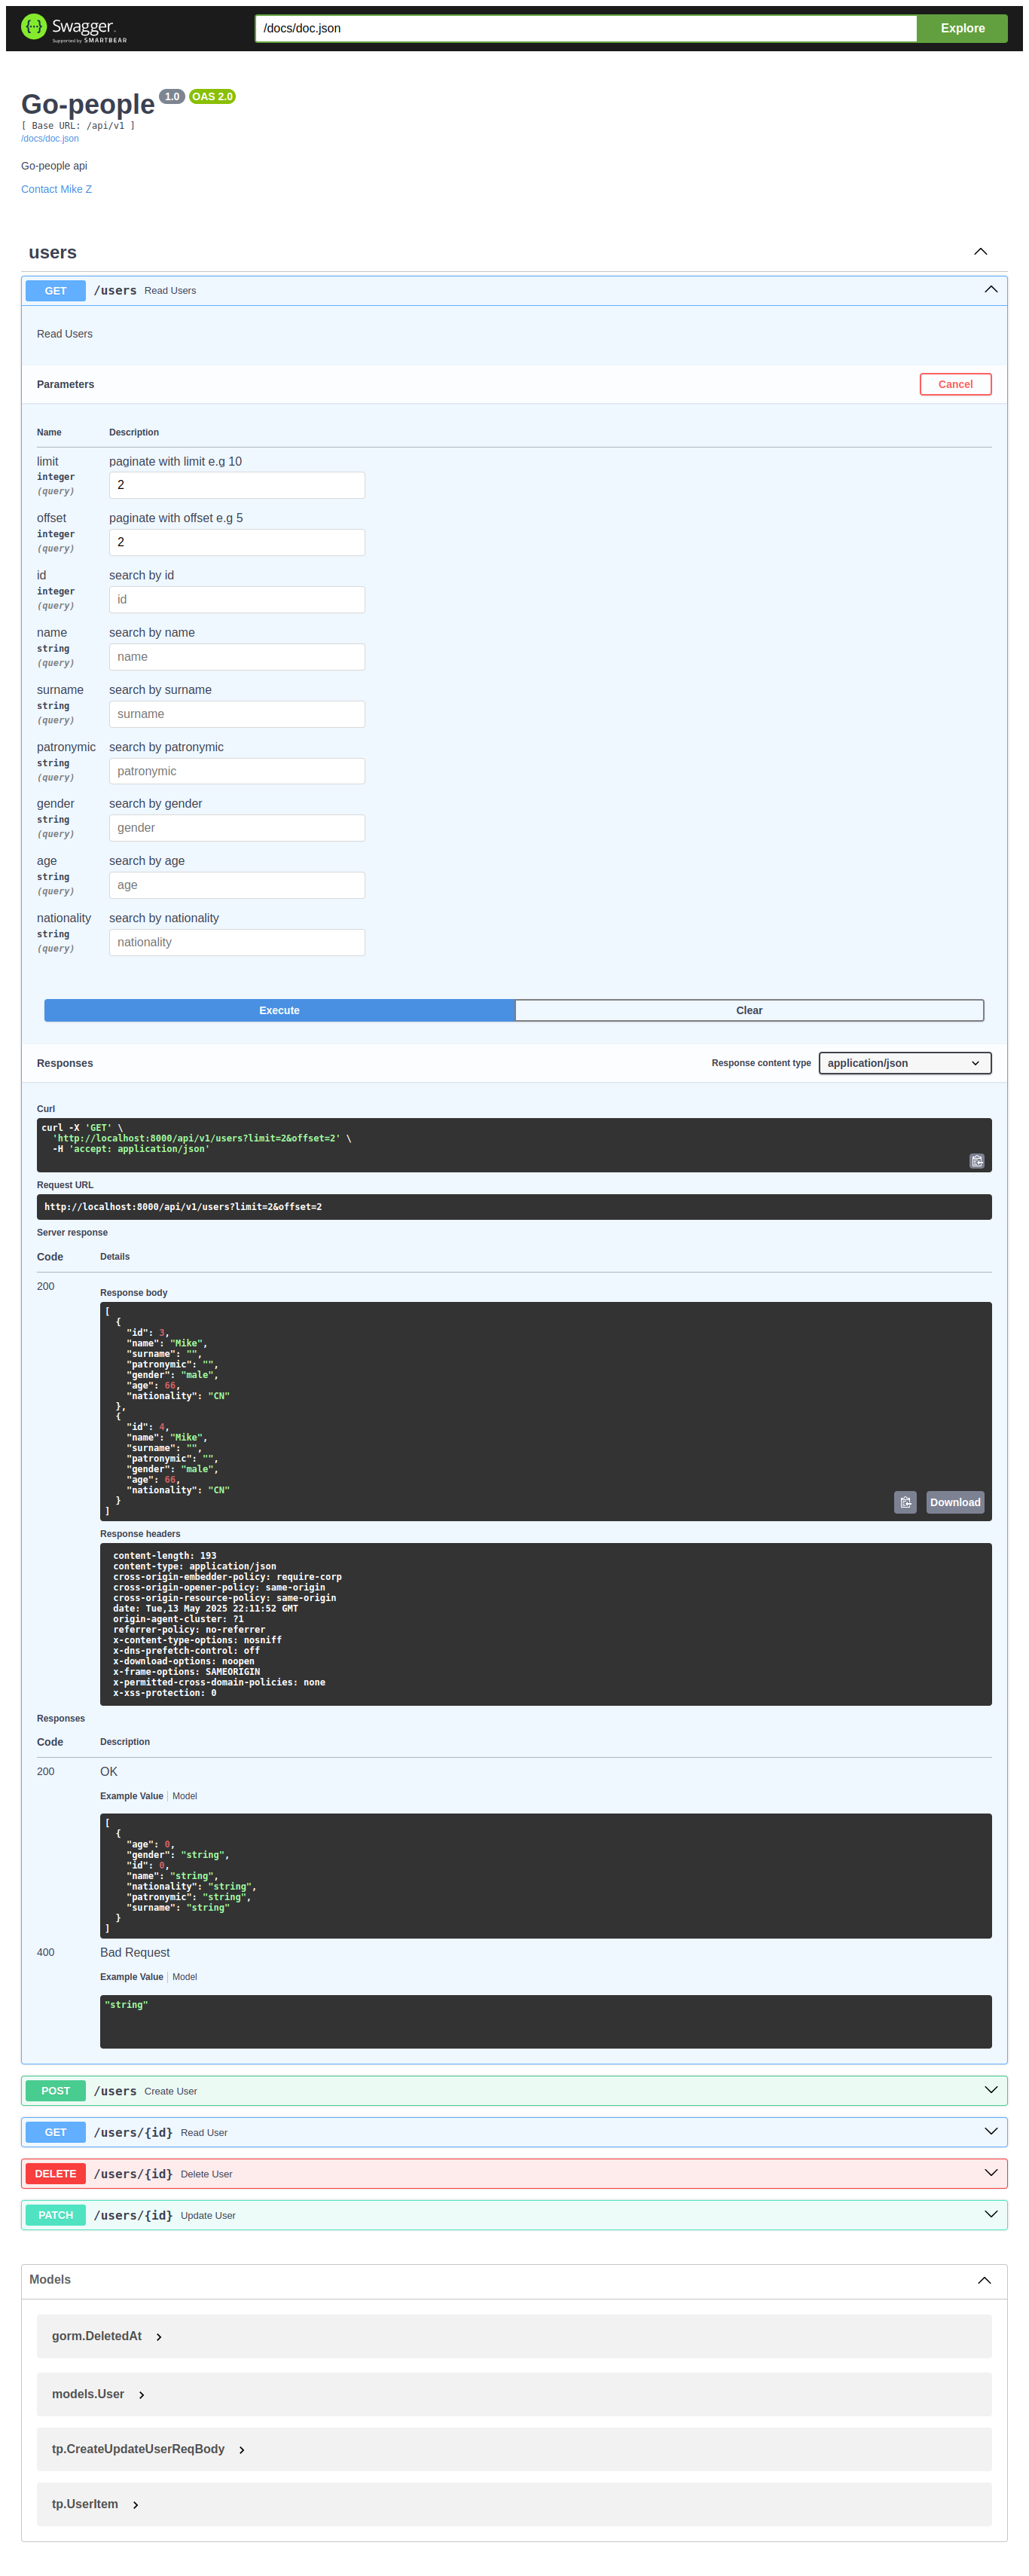 Swagger.
Supported by SMARTBEAR
/docs/doc.json
Explore
Go-people 1.0 OAS 2.0
[ Base URL: /api/v1 ]
/docs/doc.json
Go-people api
Contact Mike Z
users
GET /users Read Users
Read Users
Parameters
Cancel
Name Description
limit paginate with limit e.g 10
integer
(query)
2
offset paginate with offset e.g 5
integer
(query)
2
id search by id
integer
(query)
id
name search by name
string
(query)
name
surname search by surname
string
(query)
surname
patronymic search by patronymic
string
(query)
patronymic
gender search by gender
string
(query)
gender
age search by age
string
(query)
age
nationality search by nationality
string
(query)
nationality
Execute
Clear
Responses
Response content type
application/json
Curl
curl -X 'GET' \
'http://localhost:8000/api/v1/users?limit=2&offset=2' \
-H 'accept: application/json'
Request URL
http://localhost:8000/api/v1/users?limit=2&offset=2
Server response
Code Details
200
Response body
[
{
"id": 3,
"name": "Mike",
"surname": "",
"patronymic": "",
"gender": "male",
"age": 66,
"nationality": "CN"
},
{
"id": 4,
"name": "Mike",
"surname": "",
"patronymic": "",
"gender": "male",
"age": 66,
"nationality": "CN"
}
]
Download
Response headers
content-length: 193
content-type: application/json
cross-origin-embedder-policy: require-corp
cross-origin-opener-policy: same-origin
cross-origin-resource-policy: same-origin
date: Tue,13 May 2025 22:11:52 GMT
origin-agent-cluster: ?1
referrer-policy: no-referrer
x-content-type-options: nosniff
x-dns-prefetch-control: off
x-download-options: noopen
x-frame-options: SAMEORIGIN
x-permitted-cross-domain-policies: none
x-xss-protection: 0
Responses
Code Description
200 OK
Example Value Model
[
{
"age": 0,
"gender": "string",
"id": 0,
"name": "string",
"nationality": "string",
"patronymic": "string",
"surname": "string"
}
]
400 Bad Request
Example Value Model
"string"
POST /users Create User
GET /users/{id} Read User
DELETE /users/{id} Delete User
PATCH /users/{id} Update User
Models
gorm.DeletedAt
models.User
tp.CreateUpdateUserReqBody
tp.UserItem